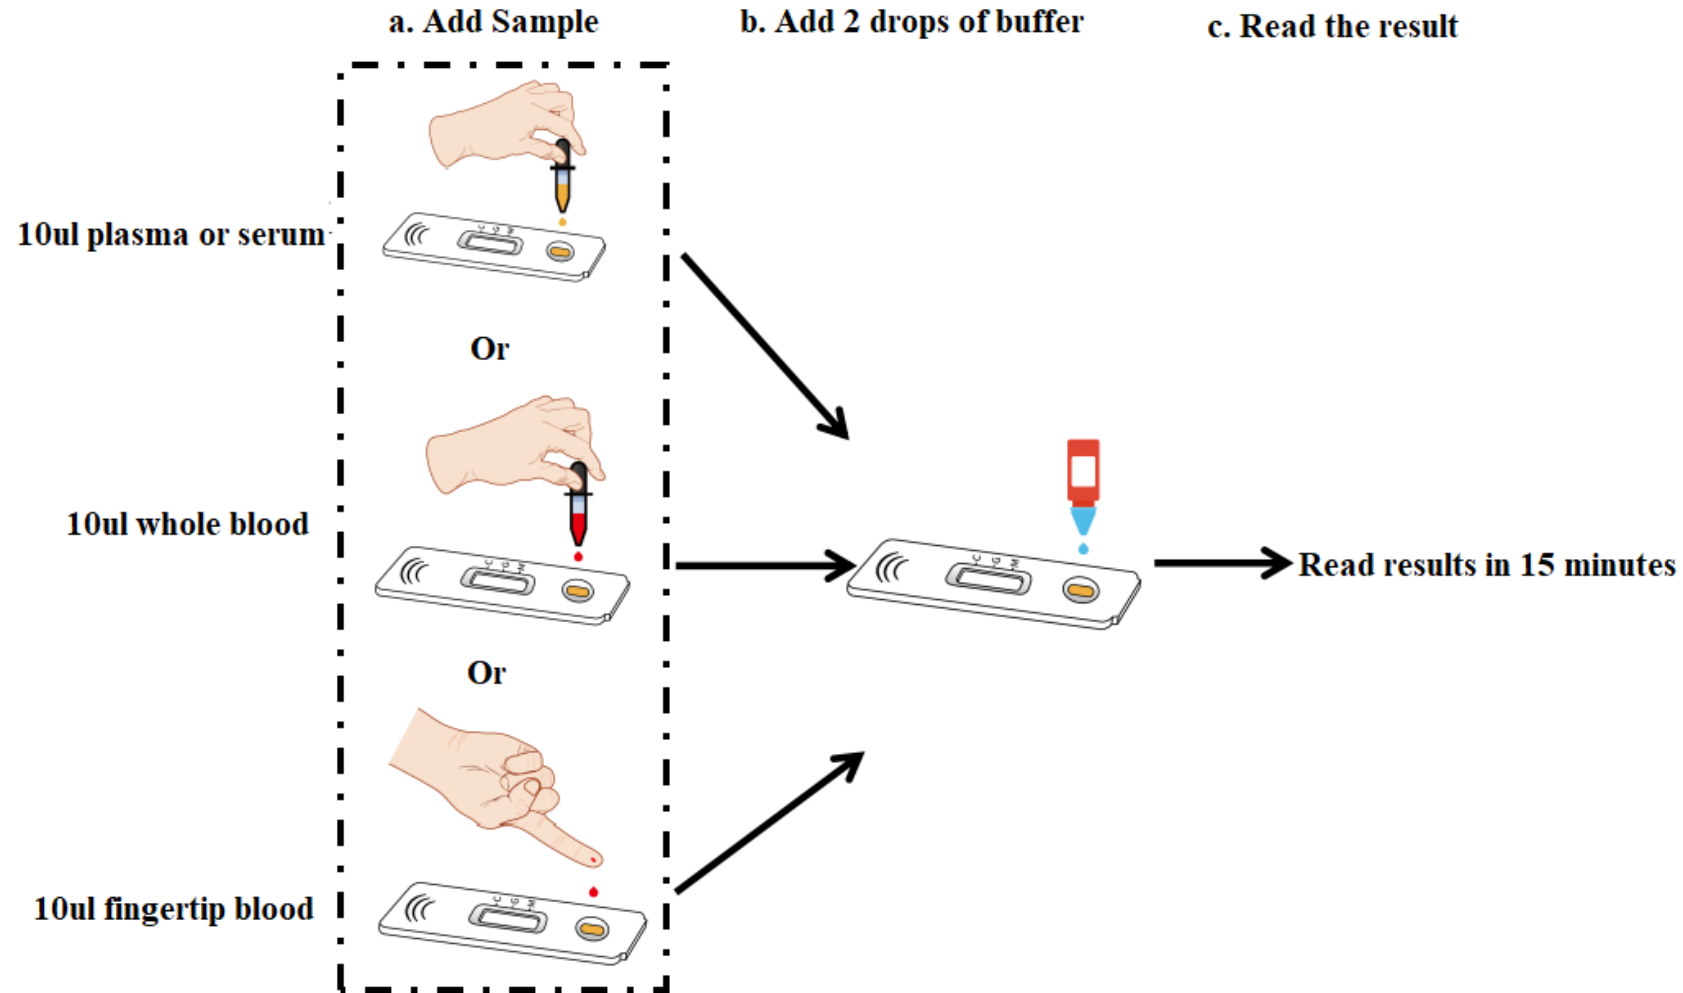 a. Add Sample
b. Add 2 drops of buffer
c. Read the result
10ul plasma or serum
C G M
Or
10ul whole blood
C G M
C G M
Read results in 15 minutes
Or
10ul fingertip blood
C G M